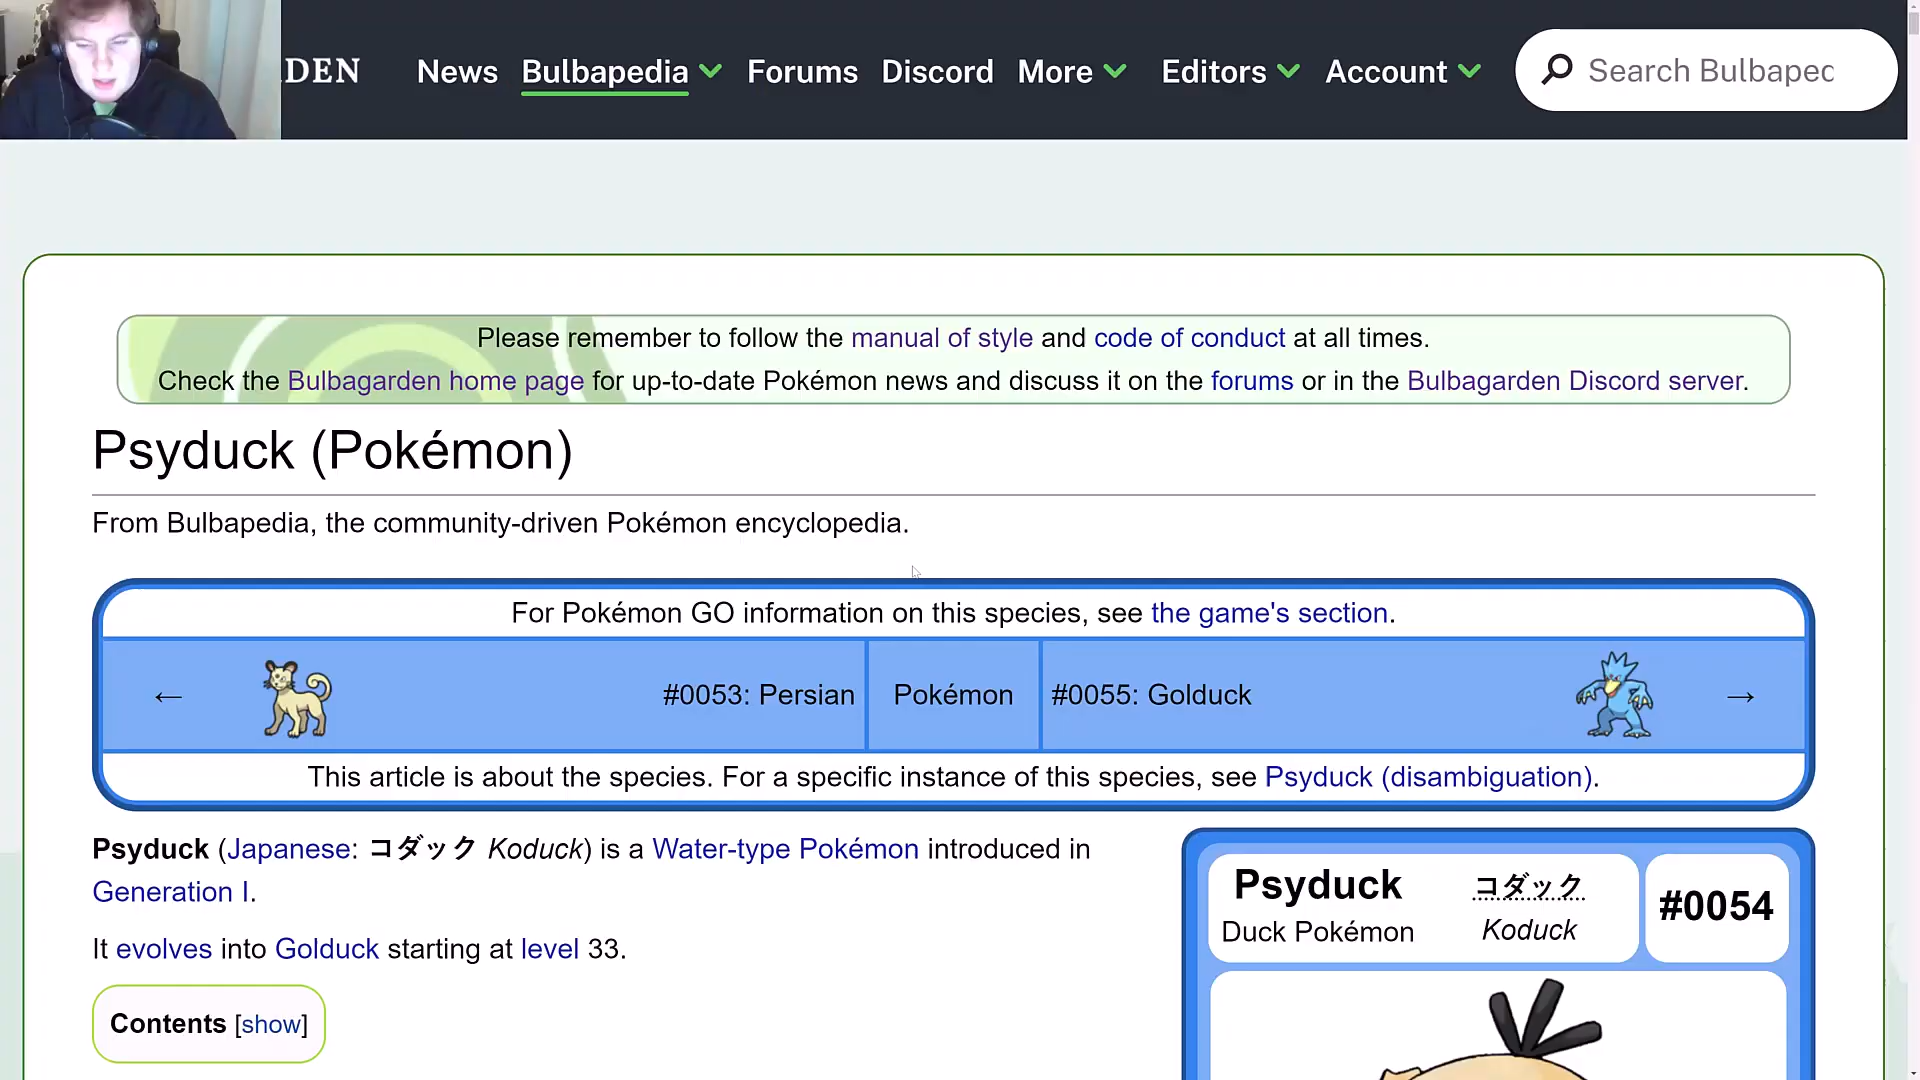 DEN
News Bulbapedia Forums Discord More Editors Account Search Bulbapec
Please remember to follow the manual of style and code of conduct at all times.
Check the Bulbagarden home page for up-to-date Pokémon news and discuss it on the forums or in the Bulbagarden Discord server.
Psyduck (Pokémon)
From Bulbapedia, the community-driven Pokémon encyclopedia.
For Pokémon GO information on this species, see the game's section.
← #0053: Persian Pokémon #0055: Golduck →
This article is about the species. For a specific instance of this species, see Psyduck (disambiguation).
Psyduck (Japanese: コダック Koduck) is a Water-type Pokémon introduced in
Generation I.
It evolves into Golduck starting at level 33.
Contents [show]
Psyduck コダック #0054
Duck Pokémon Koduck